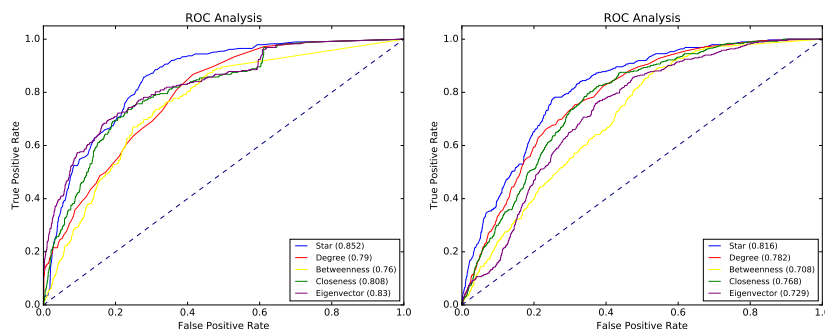 ROC Analysis
True Positive Rate
1.0
0.8
0.6
0.4
0.2
0.0
0.0 0.2 0.4 0.6 0.8 1.0
False Positive Rate
Star (0.852)
Degree (0.79)
Betweenness (0.76)
Closeness (0.808)
Eigenvector (0.83)
ROC Analysis
True Positive Rate
1.0
0.8
0.6
0.4
0.2
0.0
0.0 0.2 0.4 0.6 0.8 1.0
False Positive Rate
Star (0.816)
Degree (0.782)
Betweenness (0.708)
Closeness (0.768)
Eigenvector (0.729)